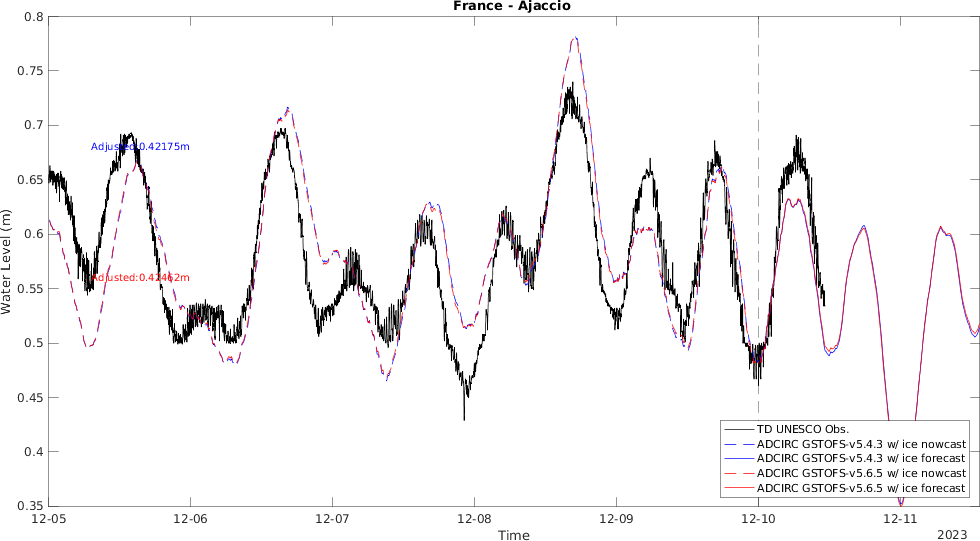 France - Ajaccio
0.8
0.75
0.7
0.65
0.6
0.55
0.5
0.45
0.4
0.35
Water Level (m)
Adjusted:0.42175m
Adjusted:0.42462m
TD UNESCO Obs.
ADCIRC GSTOFS-v5.4.3 w/ ice nowcast
ADCIRC GSTOFS-v5.4.3 w/ ice forecast
ADCIRC GSTOFS-v5.6.5 w/ ice nowcast
ADCIRC GSTOFS-v5.6.5 w/ ice forecast
12-05 12-06 12-07 12-08 12-09 12-10 12-11
Time
2023